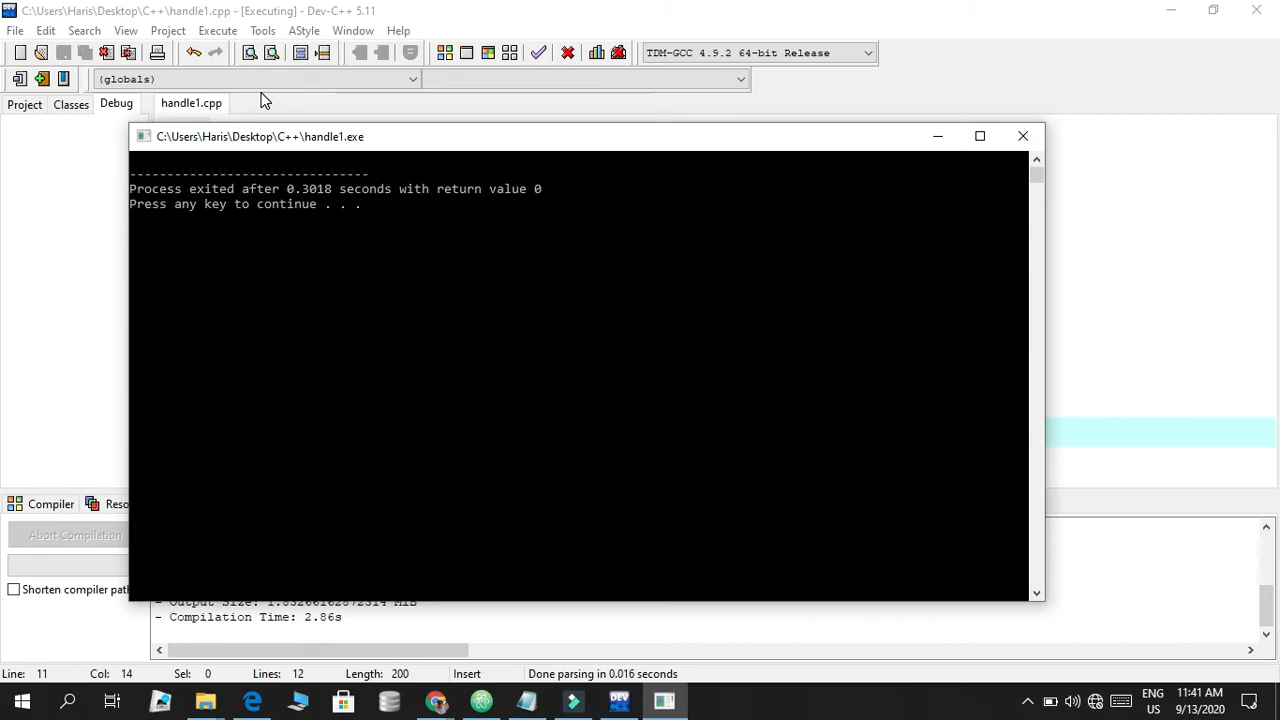 C:\Users\Haris\Desktop\C++\handle1.cpp - [Executing] - Dev-C++ 5.11
File Edit Search View Project Execute Tools AStyle Window Help
TDM-GCC 4.9.2 64-bit Release
(globals)
Project Classes Debug handle1.cpp
C:\Users\Haris\Desktop\C++\handle1.exe
--------------------------------
Process exited after 0.3018 seconds with return value 0
Press any key to continue . . .
Compiler
Abort Compilation
Shorten compiler
- Compilation Time: 2.86s
Line: 11 Col: 14 Sel: 0 Lines: 12 Length: 200 Insert Done parsing in 0.016 seconds
ENG
US
11:41 AM
9/13/2020